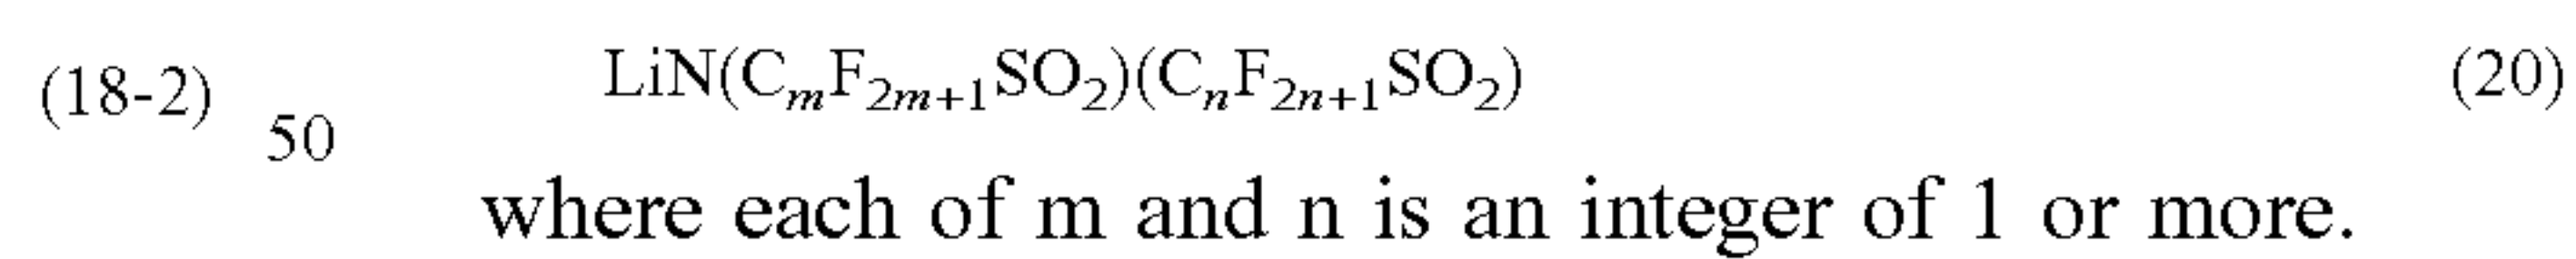 (18-2) 50 LiN(CₘF₂ₘ₊₁SO₂)(CₙF₂ₙ₊₁SO₂) (20)
where each of m and n is an integer of 1 or more.